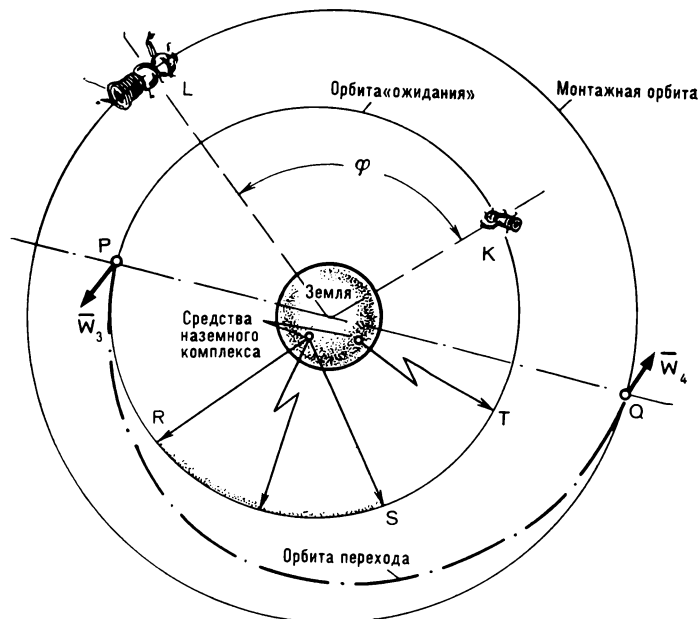 L
Орбита «ожидания»
Монтажная орбита
φ
K
P
Земля
W̅₃
Средства
наземного
комплекса
W̅₄
Q
R
T
S
Орбита перехода